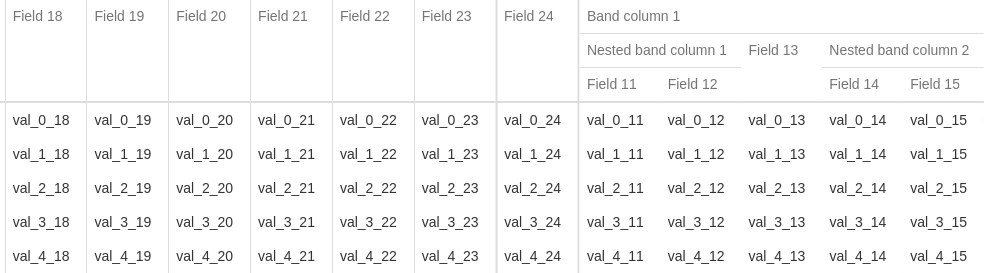 Field 18 Field 19 Field 20 Field 21 Field 22 Field 23 Field 24 Band column 1
Nested band column 1 Field 13 Nested band column 2
Field 11 Field 12 Field 14 Field 15
val_0_18 val_0_19 val_0_20 val_0_21 val_0_22 val_0_23 val_0_24 val_0_11 val_0_12 val_0_13 val_0_14 val_0_15
val_1_18 val_1_19 val_1_20 val_1_21 val_1_22 val_1_23 val_1_24 val_1_11 val_1_12 val_1_13 val_1_14 val_1_15
val_2_18 val_2_19 val_2_20 val_2_21 val_2_22 val_2_23 val_2_24 val_2_11 val_2_12 val_2_13 val_2_14 val_2_15
val_3_18 val_3_19 val_3_20 val_3_21 val_3_22 val_3_23 val_3_24 val_3_11 val_3_12 val_3_13 val_3_14 val_3_15
val_4_18 val_4_19 val_4_20 val_4_21 val_4_22 val_4_23 val_4_24 val_4_11 val_4_12 val_4_13 val_4_14 val_4_15